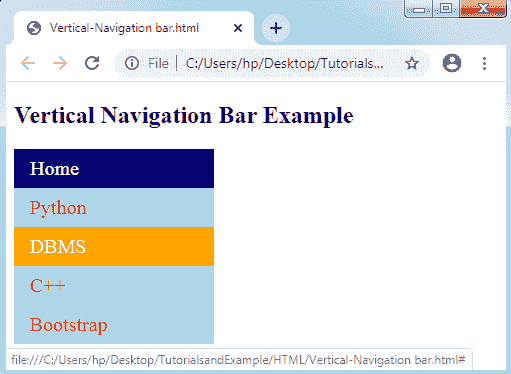 Vertical-Navigation bar.html
File C:/Users/hp/Desktop/Tutorials...
Vertical Navigation Bar Example
Home
Python
DBMS
C++
Bootstrap
file:///C:/Users/hp/Desktop/TutorialsandExample/HTML/Vertical-Navigation bar.html#